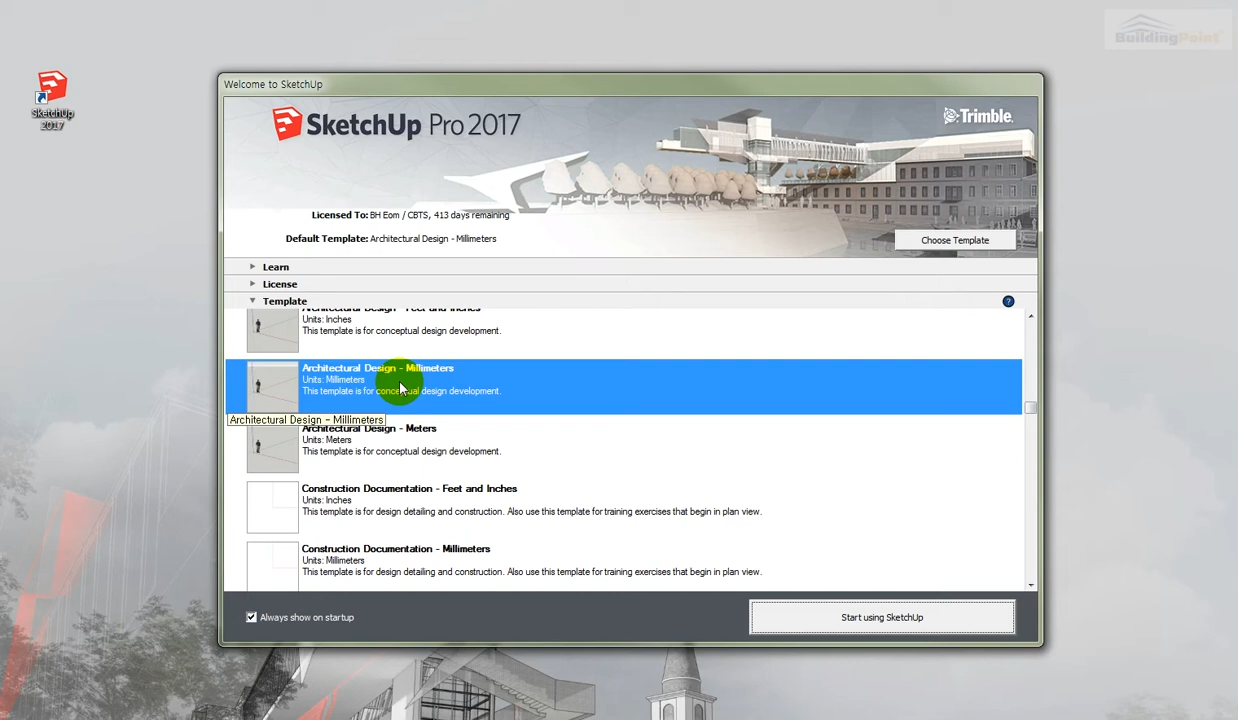 BuildingPoint
SketchUp
2017
Welcome to SketchUp
SketchUp Pro 2017
Trimble.
Licensed To: BH Eom / CBTS, 413 days remaining
Default Template: Architectural Design - Millimeters
Choose Template
Learn
License
Template
?
Architectural Design - Feet and Inches
Units: Inches
This template is for conceptual design development.
Architectural Design - Millimeters
Units: Millimeters
This template is for conceptual design development.
Architectural Design - Millimeters
Architectural Design - Meters
Units: Meters
This template is for conceptual design development.
Construction Documentation - Feet and Inches
Units: Inches
This template is for design detailing and construction. Also use this template for training exercises that begin in plan view.
Construction Documentation - Millimeters
Units: Millimeters
This template is for design detailing and construction. Also use this template for training exercises that begin in plan view.
Always show on startup
Start using SketchUp